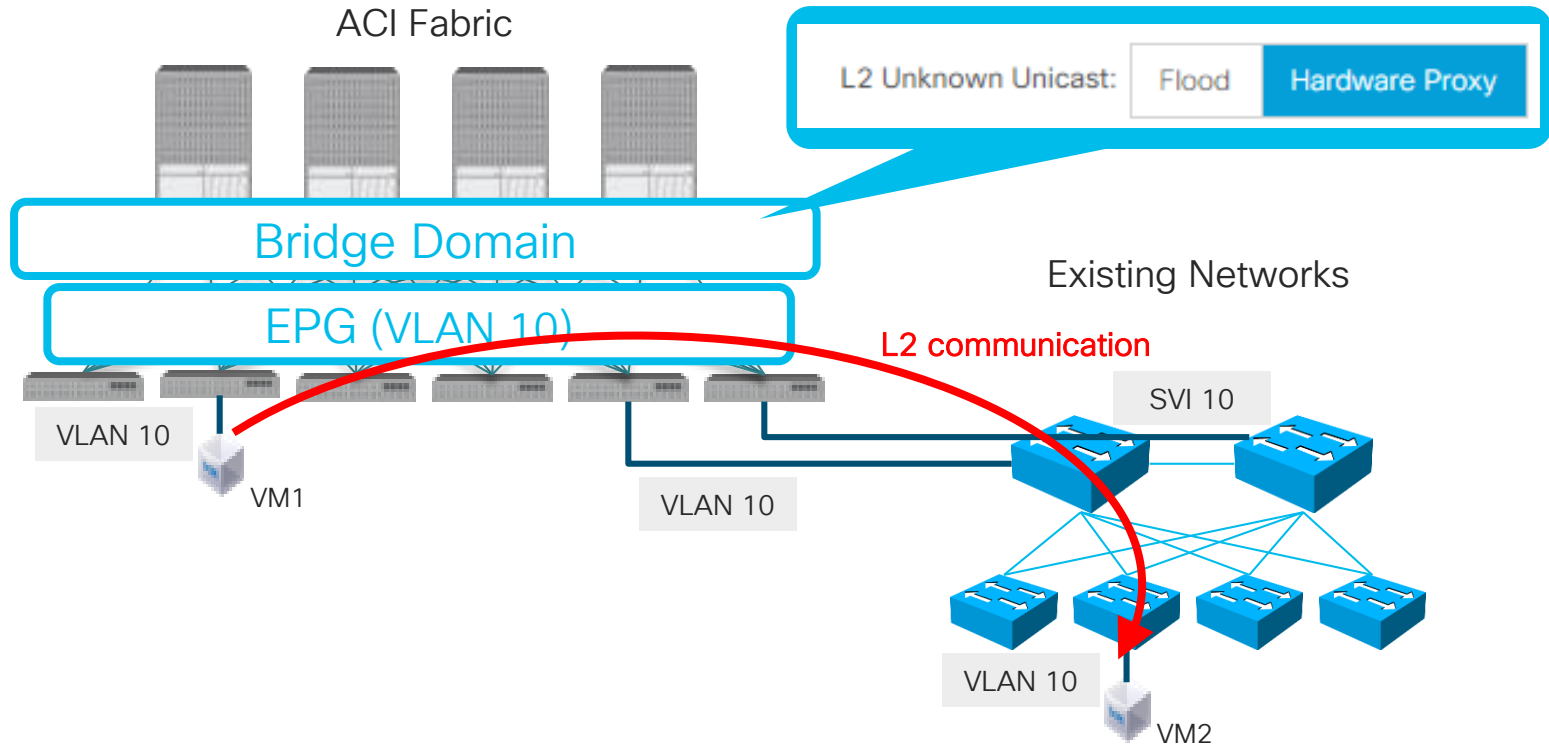 ACI Fabric
L2 Unknown Unicast: Flood Hardware Proxy
Bridge Domain
Existing Networks
EPG (VLAN 10)
L2 communication
SVI 10
VLAN 10
VM1
VLAN 10
VLAN 10
VM2